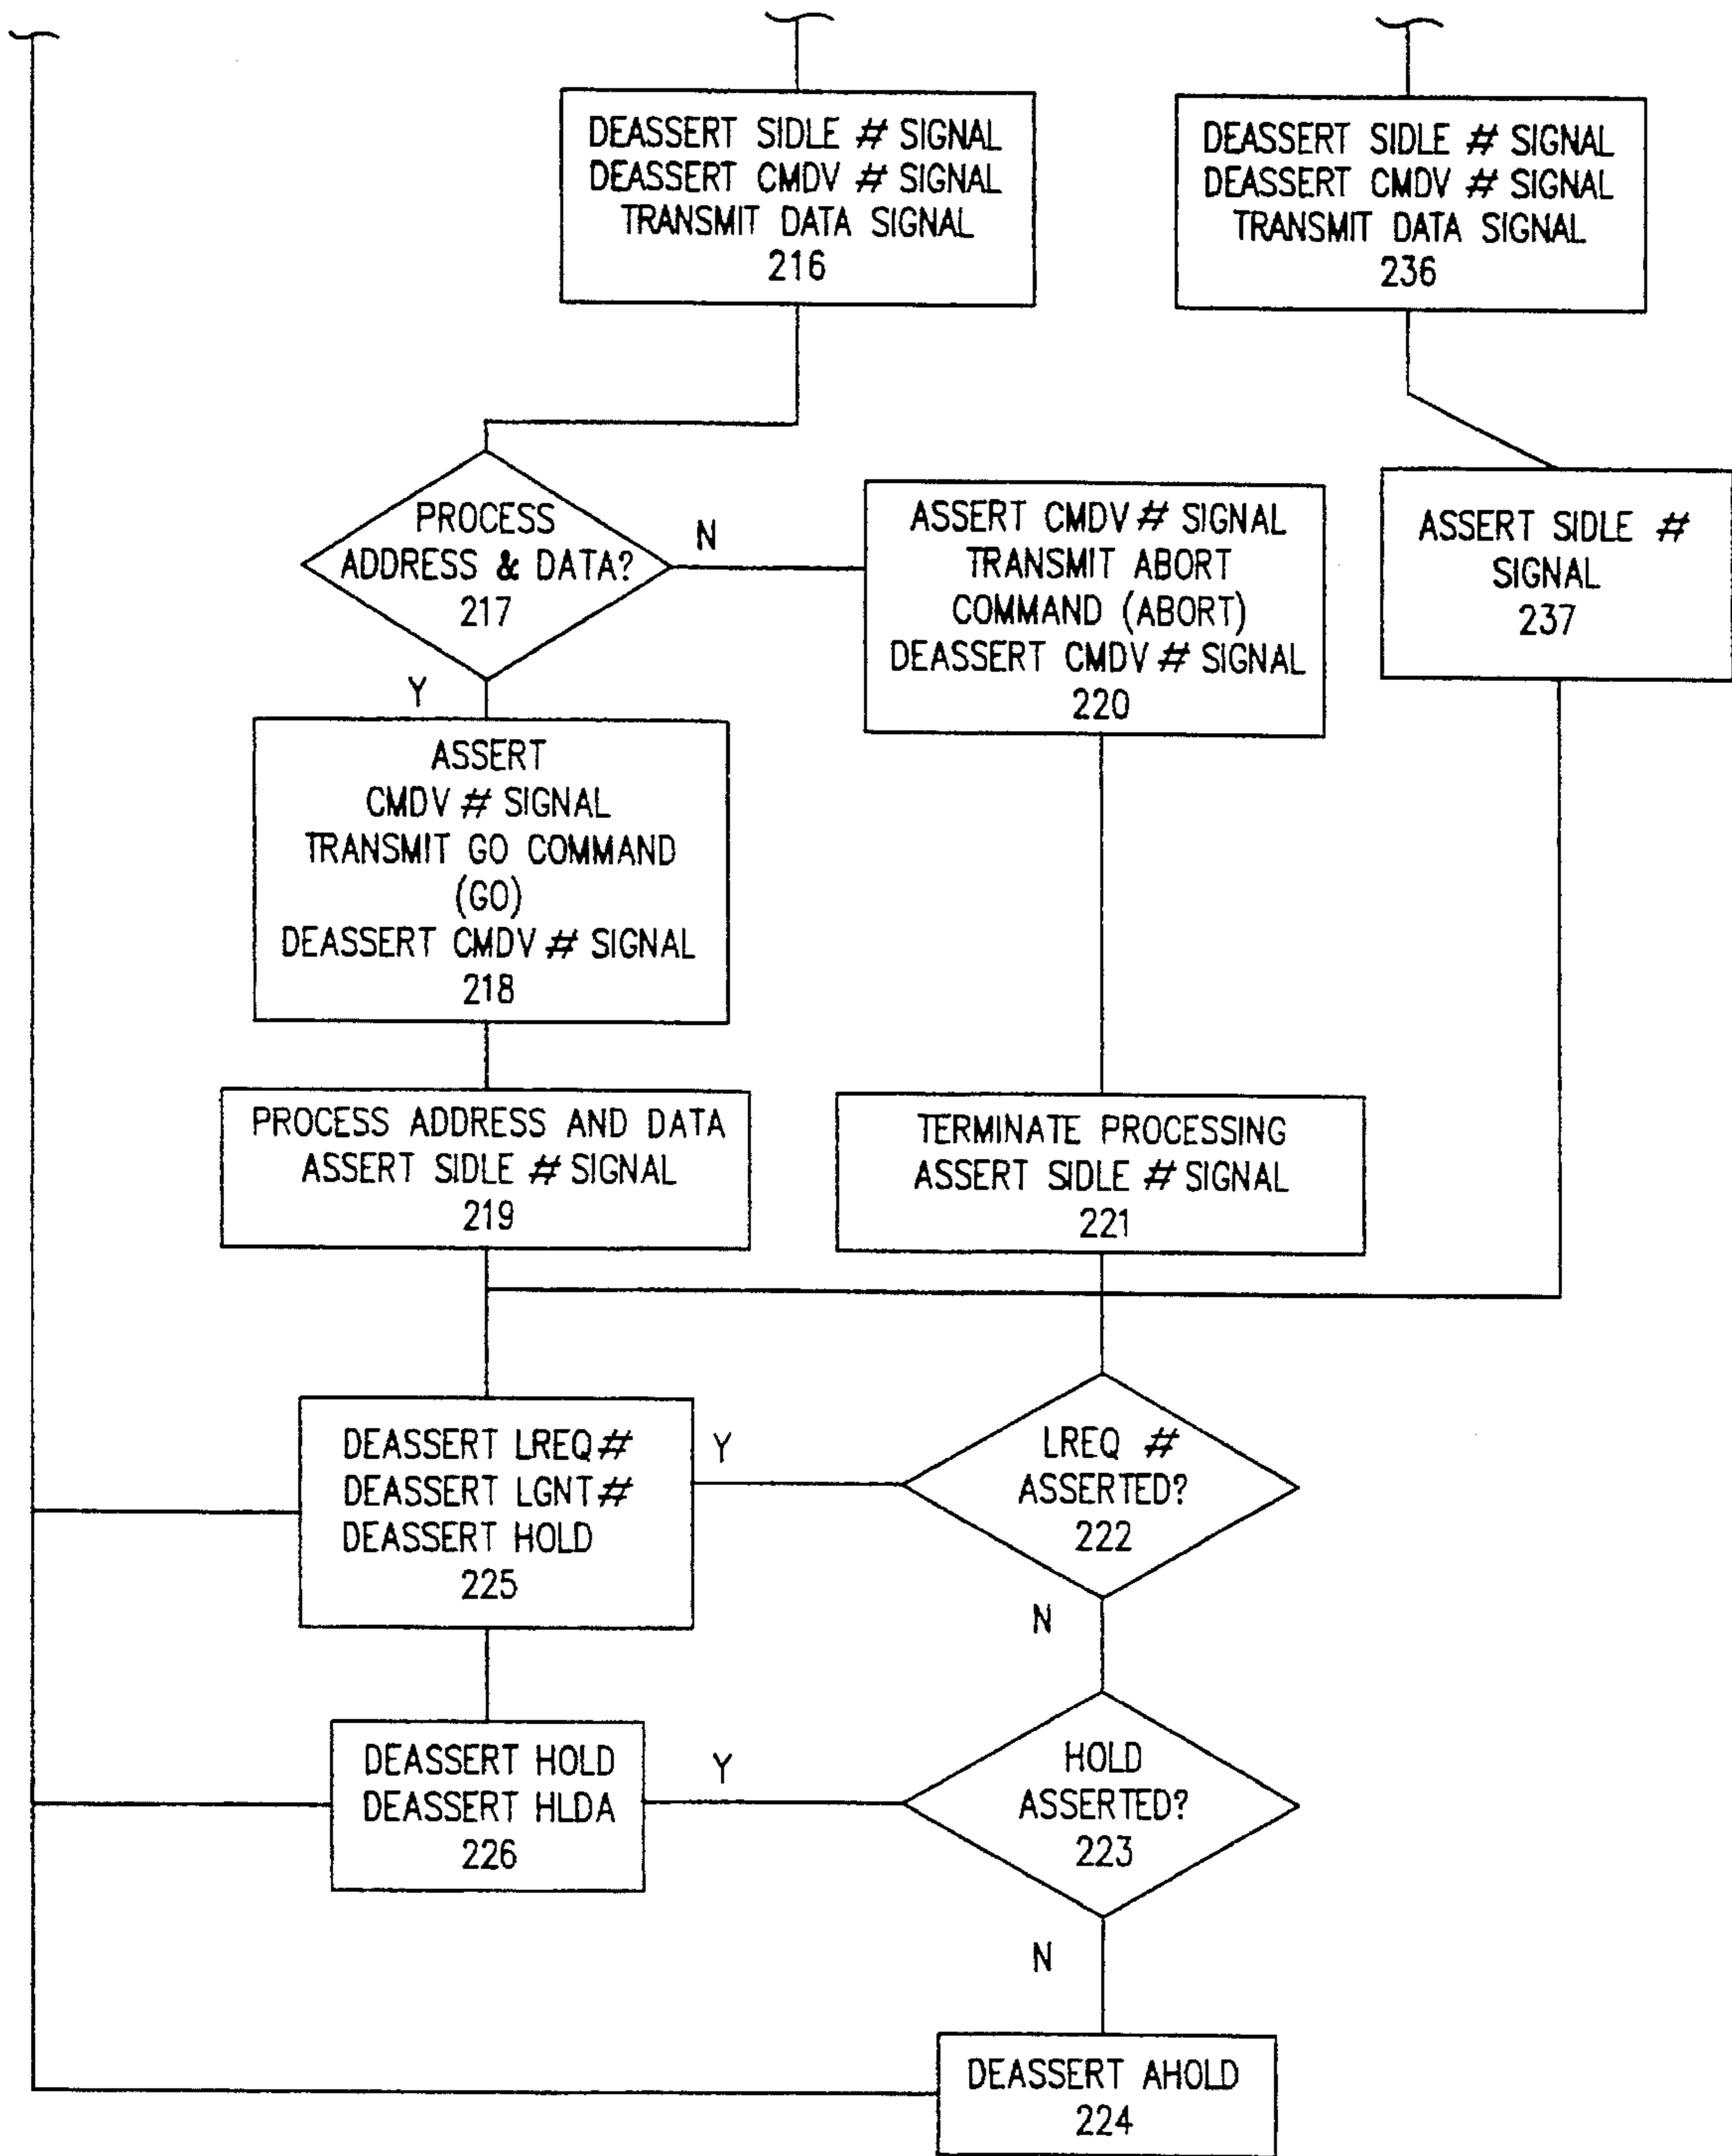 DEASSERT SIDLE # SIGNAL
DEASSERT CMDV # SIGNAL
TRANSMIT DATA SIGNAL
216
DEASSERT SIDLE # SIGNAL
DEASSERT CMDV # SIGNAL
TRANSMIT DATA SIGNAL
236
PROCESS
ADDRESS & DATA?
217
N
Y
ASSERT CMDV # SIGNAL
TRANSMIT ABORT
COMMAND (ABORT)
DEASSERT CMDV # SIGNAL
220
ASSERT SIDLE #
SIGNAL
237
ASSERT
CMDV # SIGNAL
TRANSMIT GO COMMAND
(GO)
DEASSERT CMDV # SIGNAL
218
PROCESS ADDRESS AND DATA
ASSERT SIDLE # SIGNAL
219
TERMINATE PROCESSING
ASSERT SIDLE # SIGNAL
221
DEASSERT LREQ #
DEASSERT LGNT #
DEASSERT HOLD
225
Y
LREQ #
ASSERTED?
222
N
DEASSERT HOLD
DEASSERT HLDA
226
Y
HOLD
ASSERTED?
223
N
DEASSERT AHOLD
224